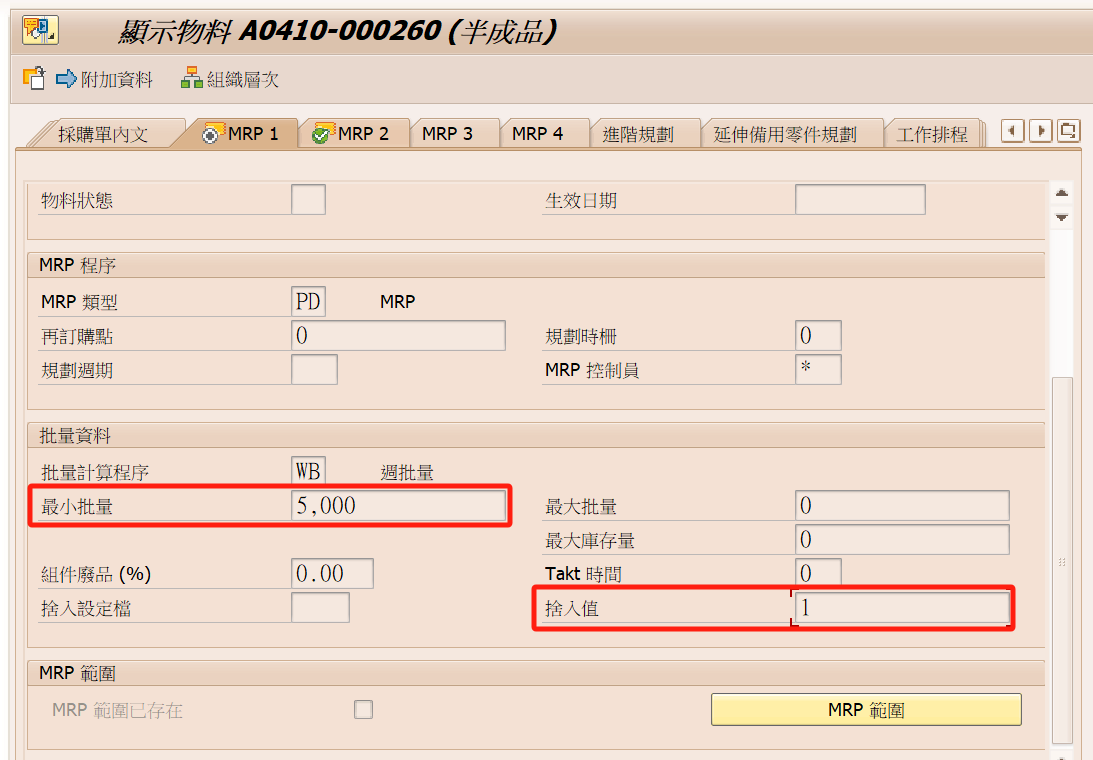 顯示物料 A0410-000260 (半成品)
附加資料 組織層次
採購單內文 MRP 1 MRP 2 MRP 3 MRP 4 進階規劃 延伸備用零件規劃 工作排程
物料狀態 生效日期
MRP 程序
MRP 類型 PD MRP
再訂購點 0 規劃時柵 0
規劃週期 MRP 控制員 *
批量資料
批量計算程序 WB 週批量
最小批量 5,000 最大批量 0
最大庫存量 0
組件廢品 (%) 0.00 Takt 時間 0
捨入設定檔 捨入值 1
MRP 範圍
MRP 範圍已存在 MRP 範圍